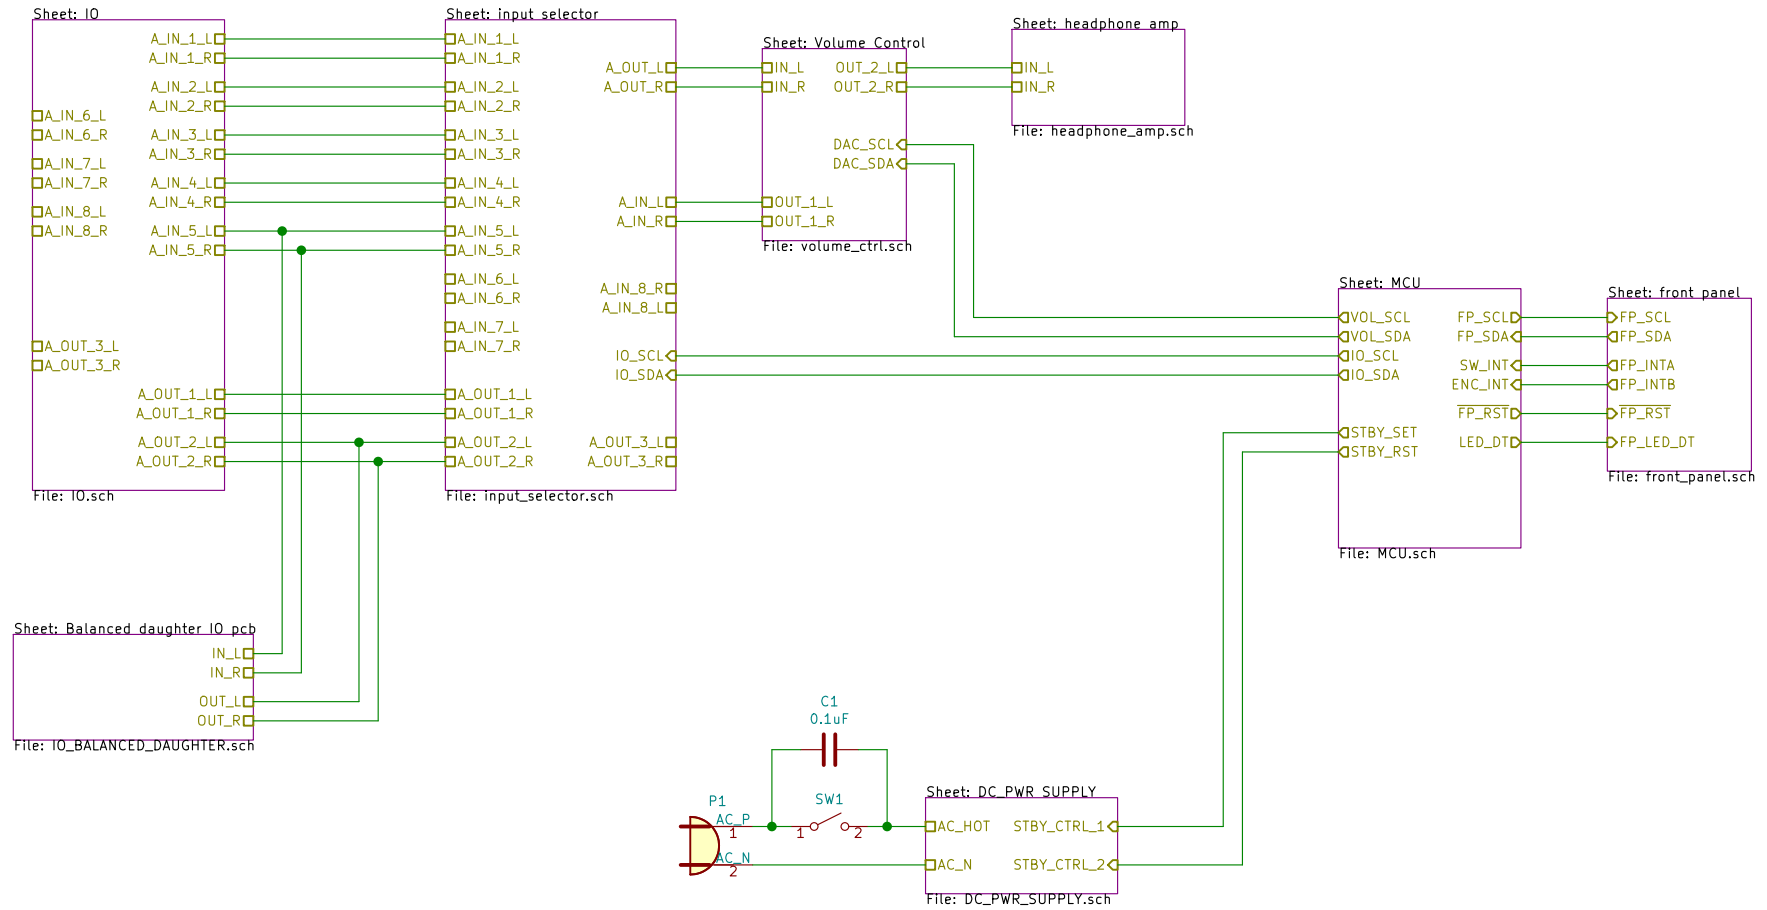 Sheet: IO
A_IN_1_L
A_IN_1_R
A_IN_2_L
A_IN_2_R
A_IN_6_L
A_IN_6_R
A_IN_3_L
A_IN_3_R
A_IN_7_L
A_IN_7_R
A_IN_4_L
A_IN_4_R
A_IN_8_L
A_IN_8_R
A_IN_5_L
A_IN_5_R
A_OUT_3_L
A_OUT_3_R
A_OUT_1_L
A_OUT_1_R
A_OUT_2_L
A_OUT_2_R
File: IO.sch
Sheet: input_selector
A_IN_1_L
A_IN_1_R
A_IN_2_L
A_IN_2_R
A_IN_3_L
A_IN_3_R
A_IN_4_L
A_IN_4_R
A_IN_5_L
A_IN_5_R
A_IN_6_L
A_IN_6_R
A_IN_7_L
A_IN_7_R
A_OUT_1_L
A_OUT_1_R
A_OUT_2_L
A_OUT_2_R
A_OUT_L
A_OUT_R
A_IN_L
A_IN_R
A_IN_8_R
A_IN_8_L
IO_SCL
IO_SDA
A_OUT_3_L
A_OUT_3_R
File: input_selector.sch
Sheet: Volume Control
IN_L
IN_R
OUT_2_L
OUT_2_R
DAC_SCL
DAC_SDA
OUT_1_L
OUT_1_R
File: volume_ctrl.sch
Sheet: headphone_amp
IN_L
IN_R
File: headphone_amp.sch
Sheet: MCU
VOL_SCL
VOL_SDA
IO_SCL
IO_SDA
STBY_SET
STBY_RST
FP_SCL
FP_SDA
SW_INT
ENC_INT
FP_RST
LED_DT
File: MCU.sch
Sheet: front_panel
FP_SCL
FP_SDA
FP_INTA
FP_INTB
FP_RST
FP_LED_DT
File: front_panel.sch
Sheet: Balanced daughter IO pcb
IN_L
IN_R
OUT_L
OUT_R
File: IO_BALANCED_DAUGHTER.sch
C1
0.1uF
P1
AC_P
1
AC_N
2
SW1
1
2
Sheet: DC_PWR_SUPPLY
AC_HOT
AC_N
STBY_CTRL_1
STBY_CTRL_2
File: DC_PWR_SUPPLY.sch